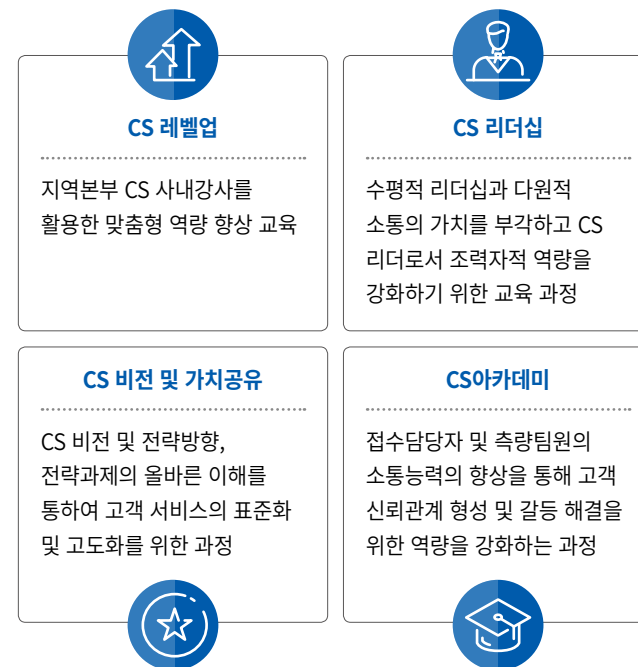 CS 레벨업
지역본부 CS 사내강사를
활용한 맞춤형 역량 향상 교육
CS 리더십
수평적 리더십과 다원적
소통의 가치를 부각하고 CS
리더로서 조력자적 역량을
강화하기 위한 교육 과정
CS 비전 및 가치공유
CS 비전 및 전략방향,
전략과제의 올바른 이해를
통하여 고객 서비스의 표준화
및 고도화를 위한 과정
CS아카데미
접수담당자 및 측량팀원의
소통능력의 향상을 통해 고객
신뢰관계 형성 및 갈등 해결을
위한 역량을 강화하는 과정